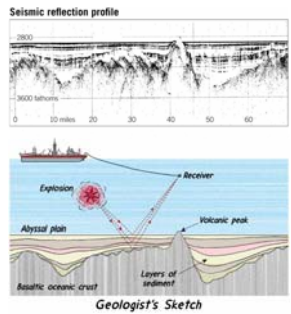 Seismic reflection profile
2800
3600 fathoms
0 10 miles 20 30 40 50 60
Explosion
Receiver
Abyssal plain
Volcanic peak
Layers of
sediment
Basaltic oceanic crust
Geologist's Sketch